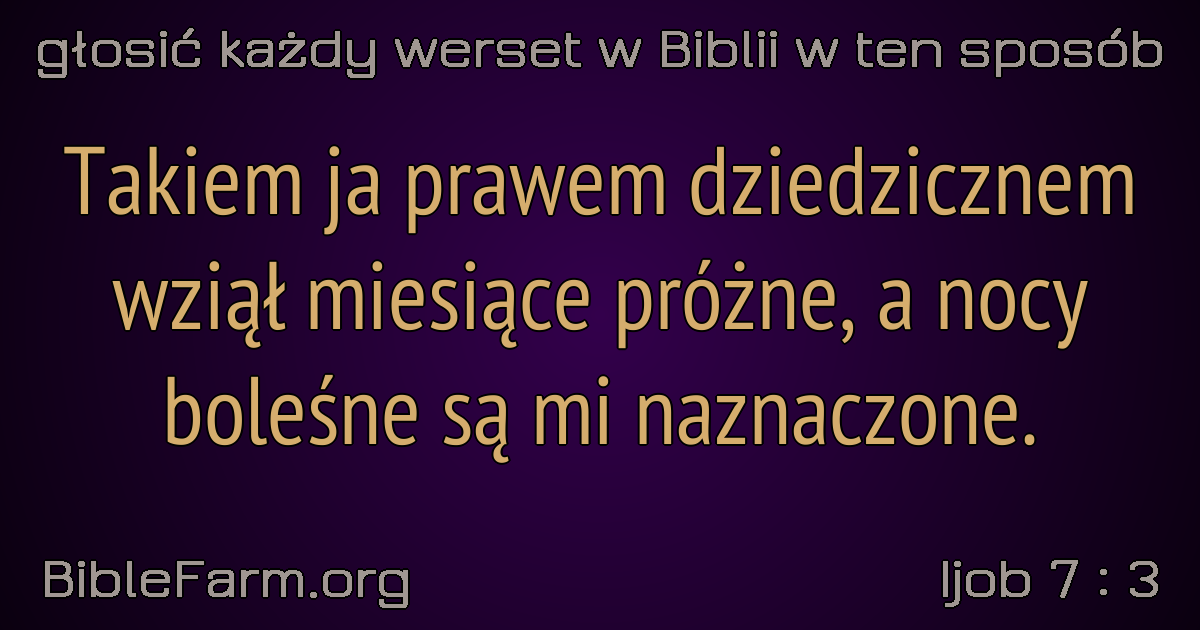 głosić każdy werset w Biblii w ten sposób
Takiem ja prawem dziedzicznem
wziął miesiące próżne, a nocy
boleśne są mi naznaczone.
BibleFarm.org
Ijob 7 : 3